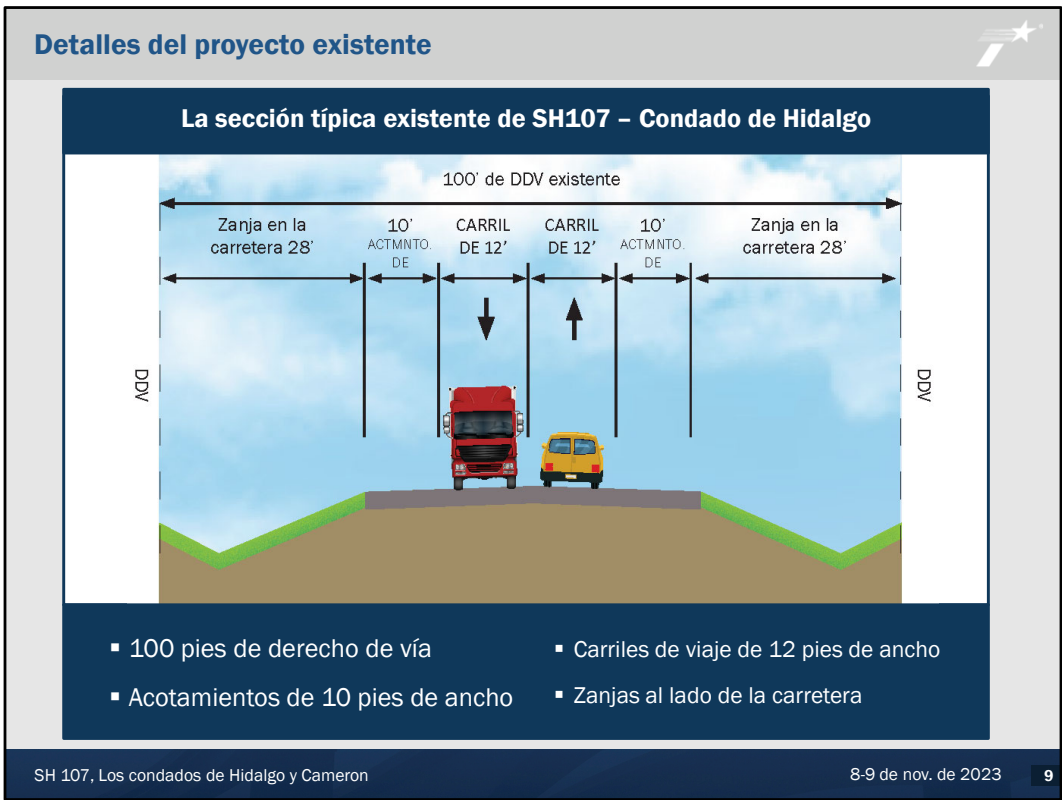 Detalles del proyecto existente
La sección típica existente de SH107 – Condado de Hidalgo
100' de DDV existente
Zanja en la
carretera 28'
10'
ACTMNTO.
DE
CARRIL
DE 12'
CARRIL
DE 12'
10'
ACTMNTO.
DE
Zanja en la
carretera 28'
DDV
DDV
▪ 100 pies de derecho de vía
▪ Acotamientos de 10 pies de ancho
▪ Carriles de viaje de 12 pies de ancho
▪ Zanjas al lado de la carretera
SH 107, Los condados de Hidalgo y Cameron
8-9 de nov. de 2023
9